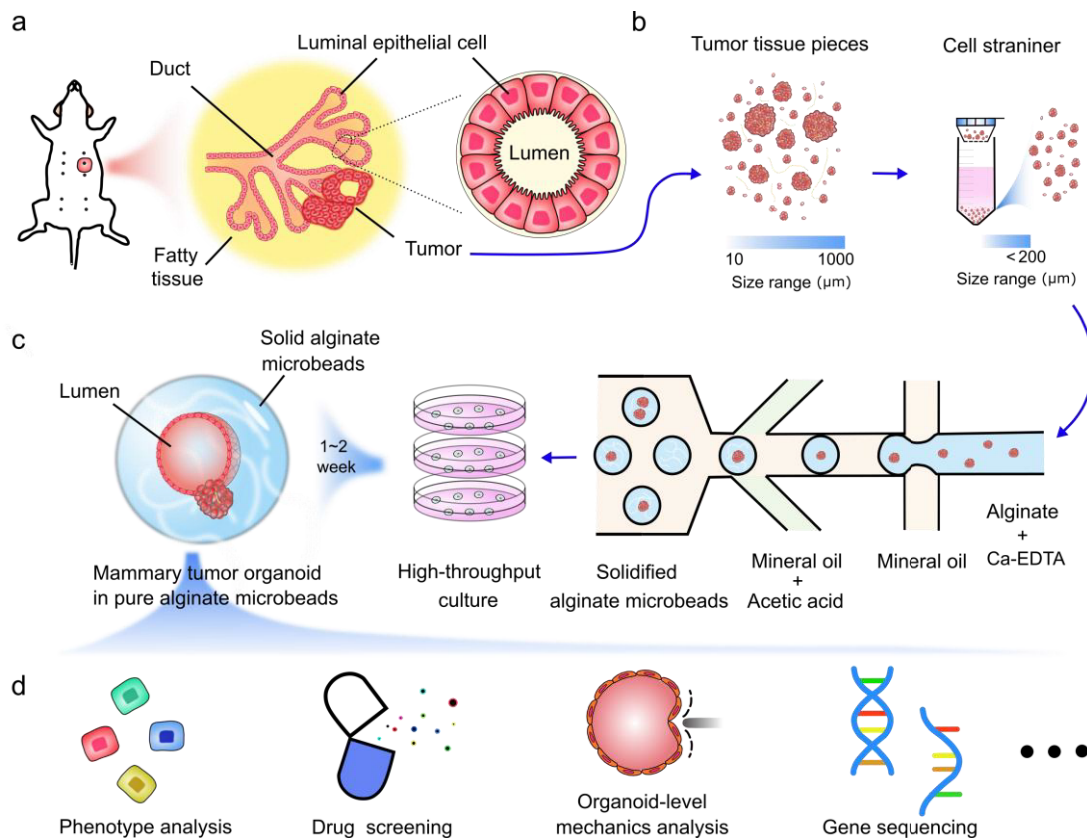 a
Luminal epithelial cell
Duct
Lumen
Tumor
Fatty
tissue
b
Tumor tissue pieces
Cell straniner
10
1000
Size range (μm)
<200
Size range (μm)
c
Solid alginate
microbeads
Lumen
1~2
week
Mammary tumor organoid
in pure alginate microbeads
High-throughput
culture
Solidified
alginate microbeads
Mineral oil
+
Acetic acid
Mineral oil
Alginate
+
Ca-EDTA
d
Phenotype analysis
Drug screening
Organoid-level
mechanics analysis
Gene sequencing